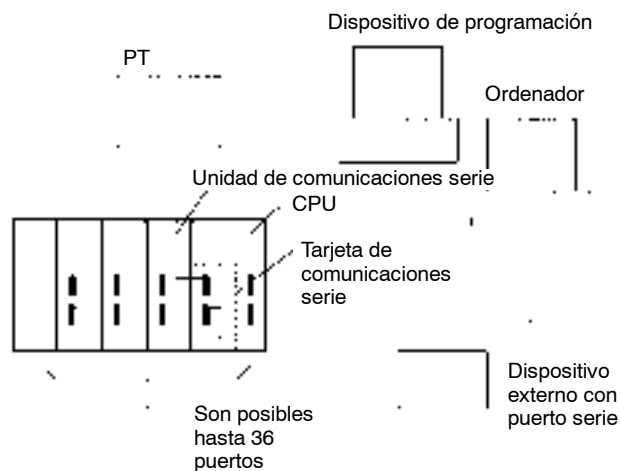 Dispositivo de programación
PT
Ordenador
Unidad de comunicaciones serie
CPU
Tarjeta de
comunicaciones
serie
Dispositivo
externo con
puerto serie
Son posibles
hasta 36
puertos